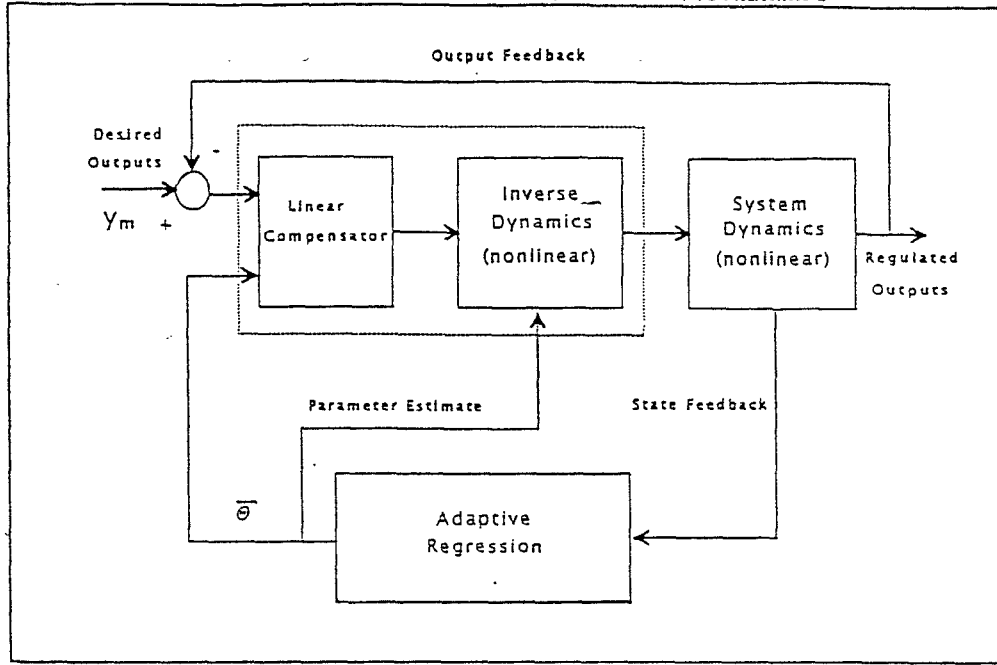 Output Feedback
Desired
Outputs
-
Ym +
Linear
Compensator
Inverse
Dynamics
(nonlinear)
System
Dynamics
(nonlinear)
Regulated
Outputs
Parameter Estimate
State Feedback
Θ̅
Adaptive
Regression